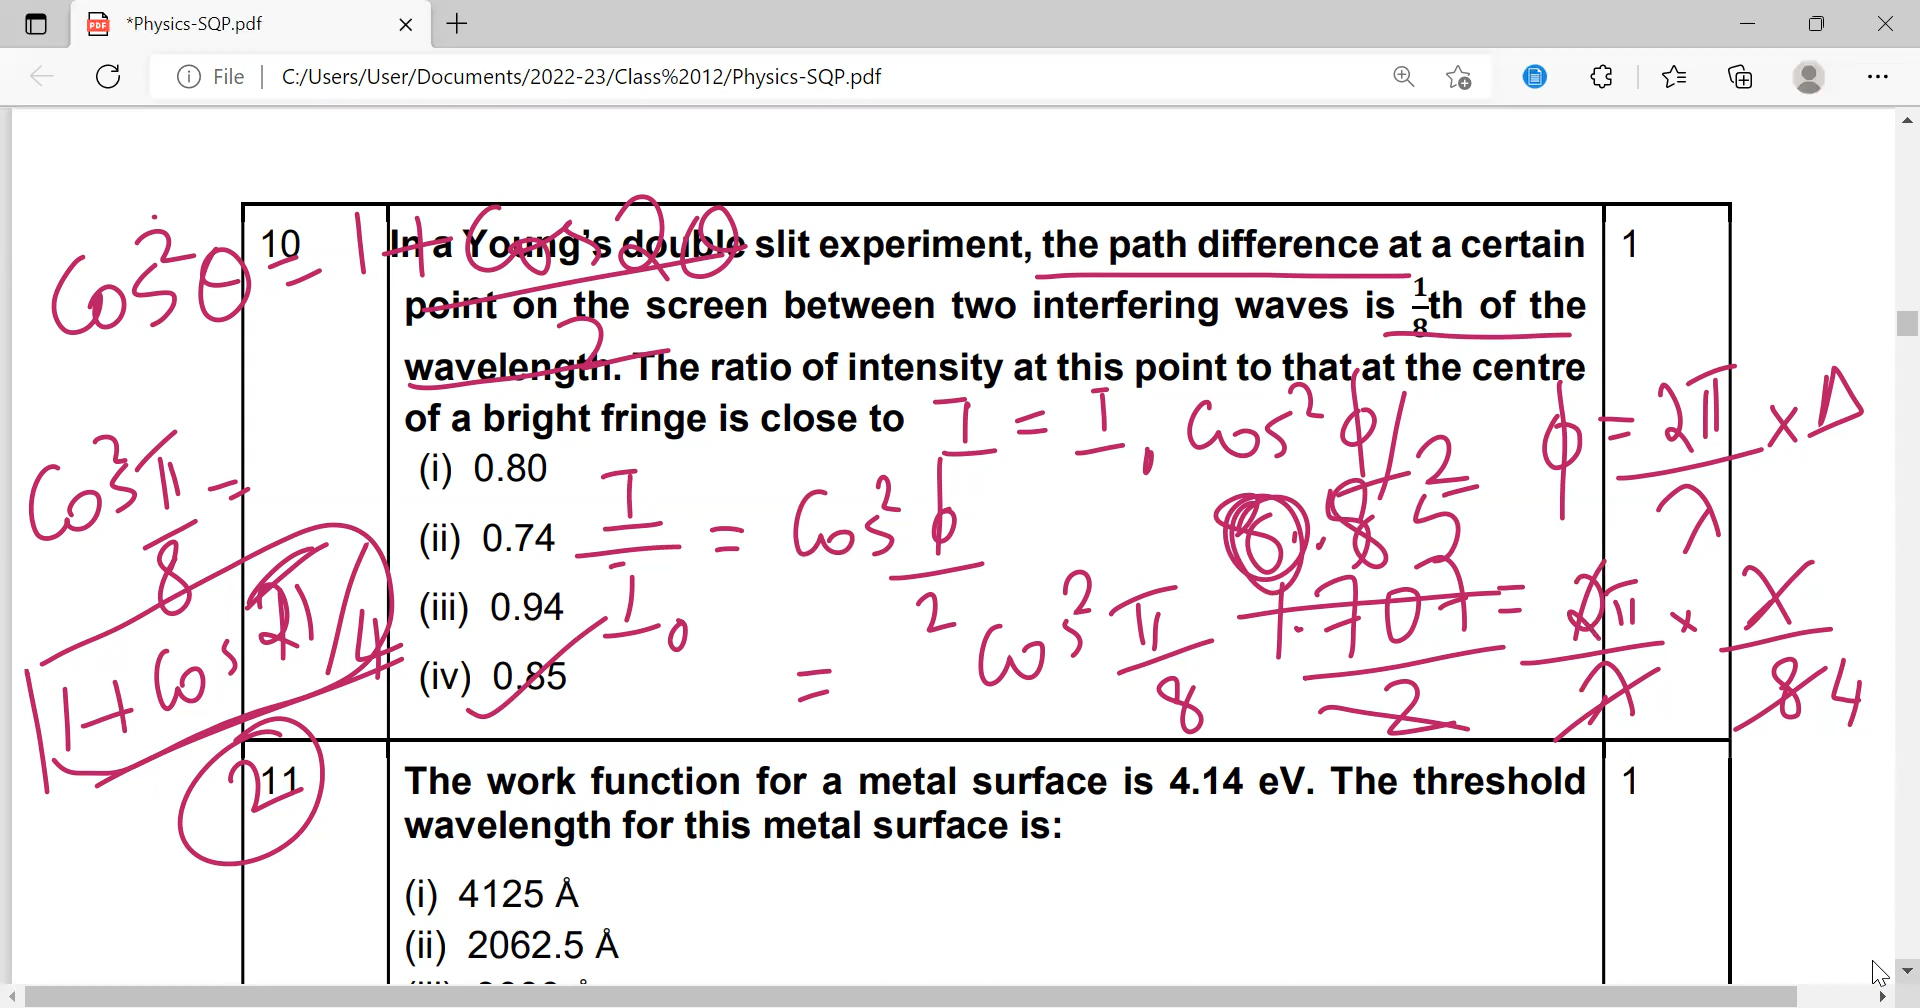 *Physics-SQP.pdf
File C:/Users/User/Documents/2022-23/Class%2012/Physics-SQP.pdf
10 In a Young's double slit experiment, the path difference at a certain 1
point on the screen between two interfering waves is 1/8th of the
wavelength. The ratio of intensity at this point to that at the centre
of a bright fringe is close to
(i) 0.80
(ii) 0.74
(iii) 0.94
(iv) 0.85
Cos²θ = 1 + Cos2θ / 2
Cos² π/8 =
1 + Cos π/4
2
I = I₀ Cos² ϕ/2
ϕ = 2π/λ × Δ
I/I₀ = Cos² ϕ/2
= Cos² π/8
.85
1.707 / 2
= 2π/λ × λ/8 4
11 The work function for a metal surface is 4.14 eV. The threshold 1
wavelength for this metal surface is:
(i) 4125 Å
(ii) 2062.5 Å